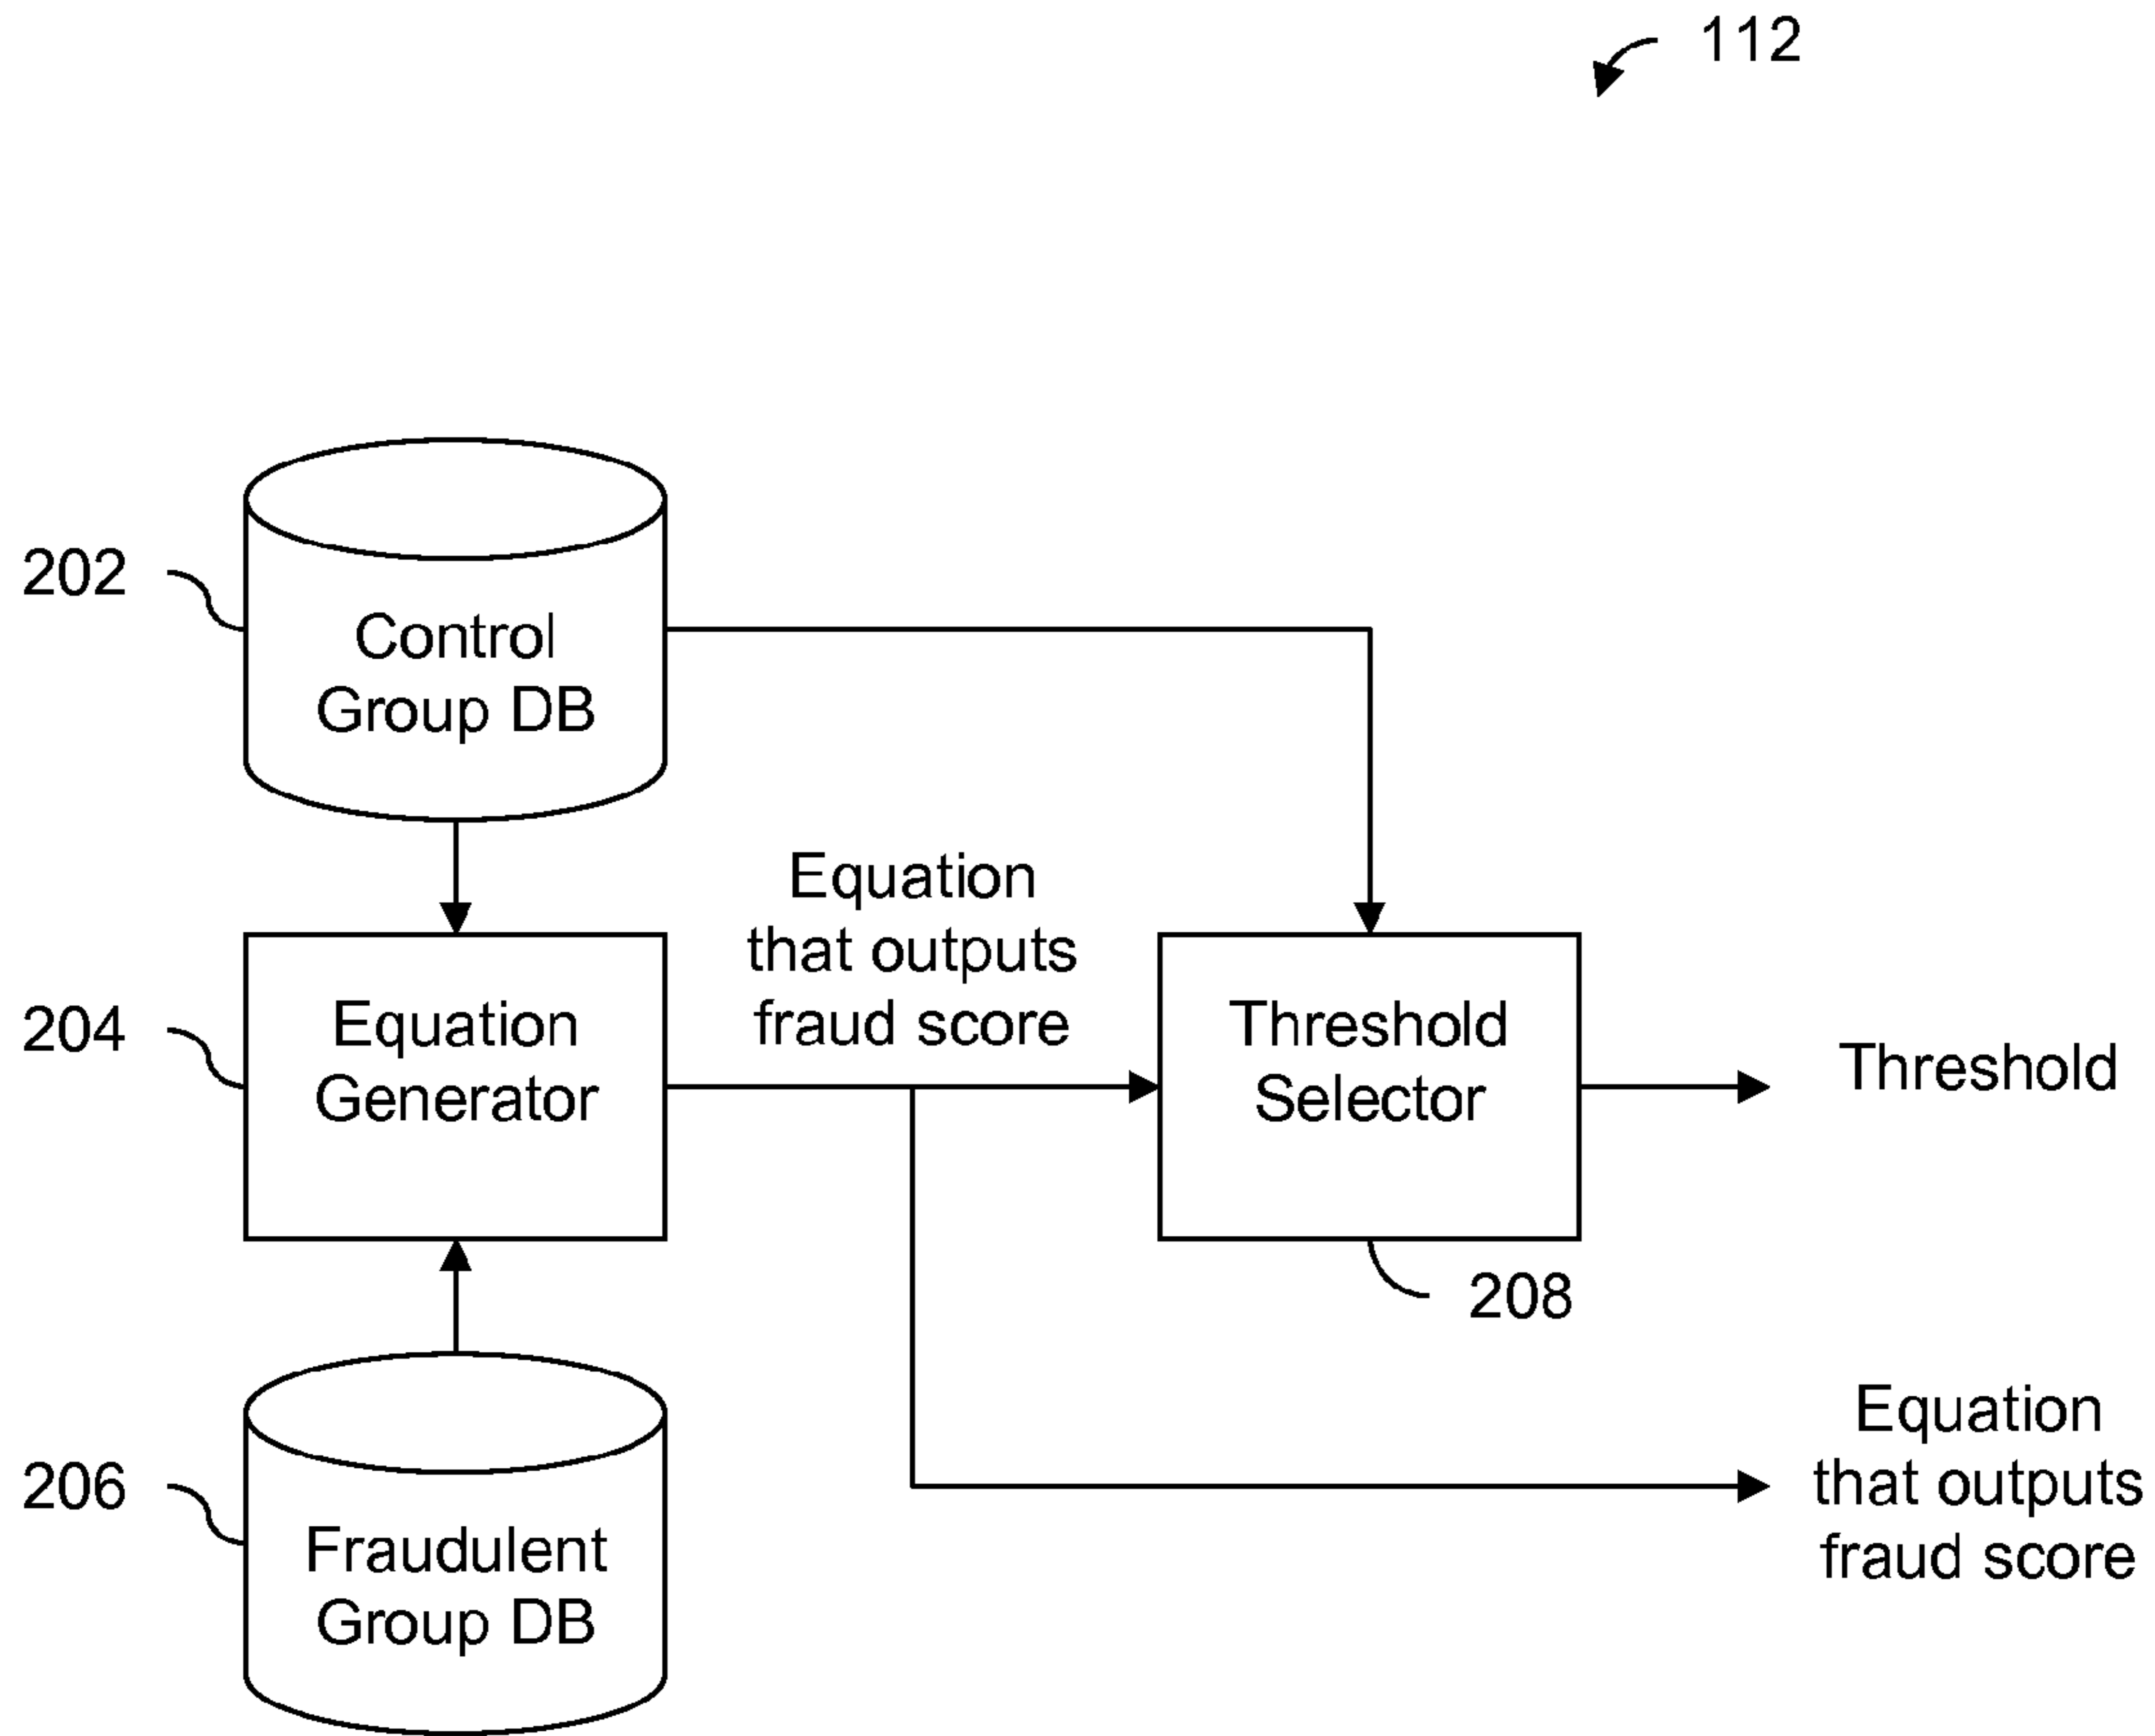 112
202
Control
Group DB
Equation
that outputs
fraud score
204
Equation
Generator
Threshold
Selector
Threshold
208
206
Fraudulent
Group DB
Equation
that outputs
fraud score